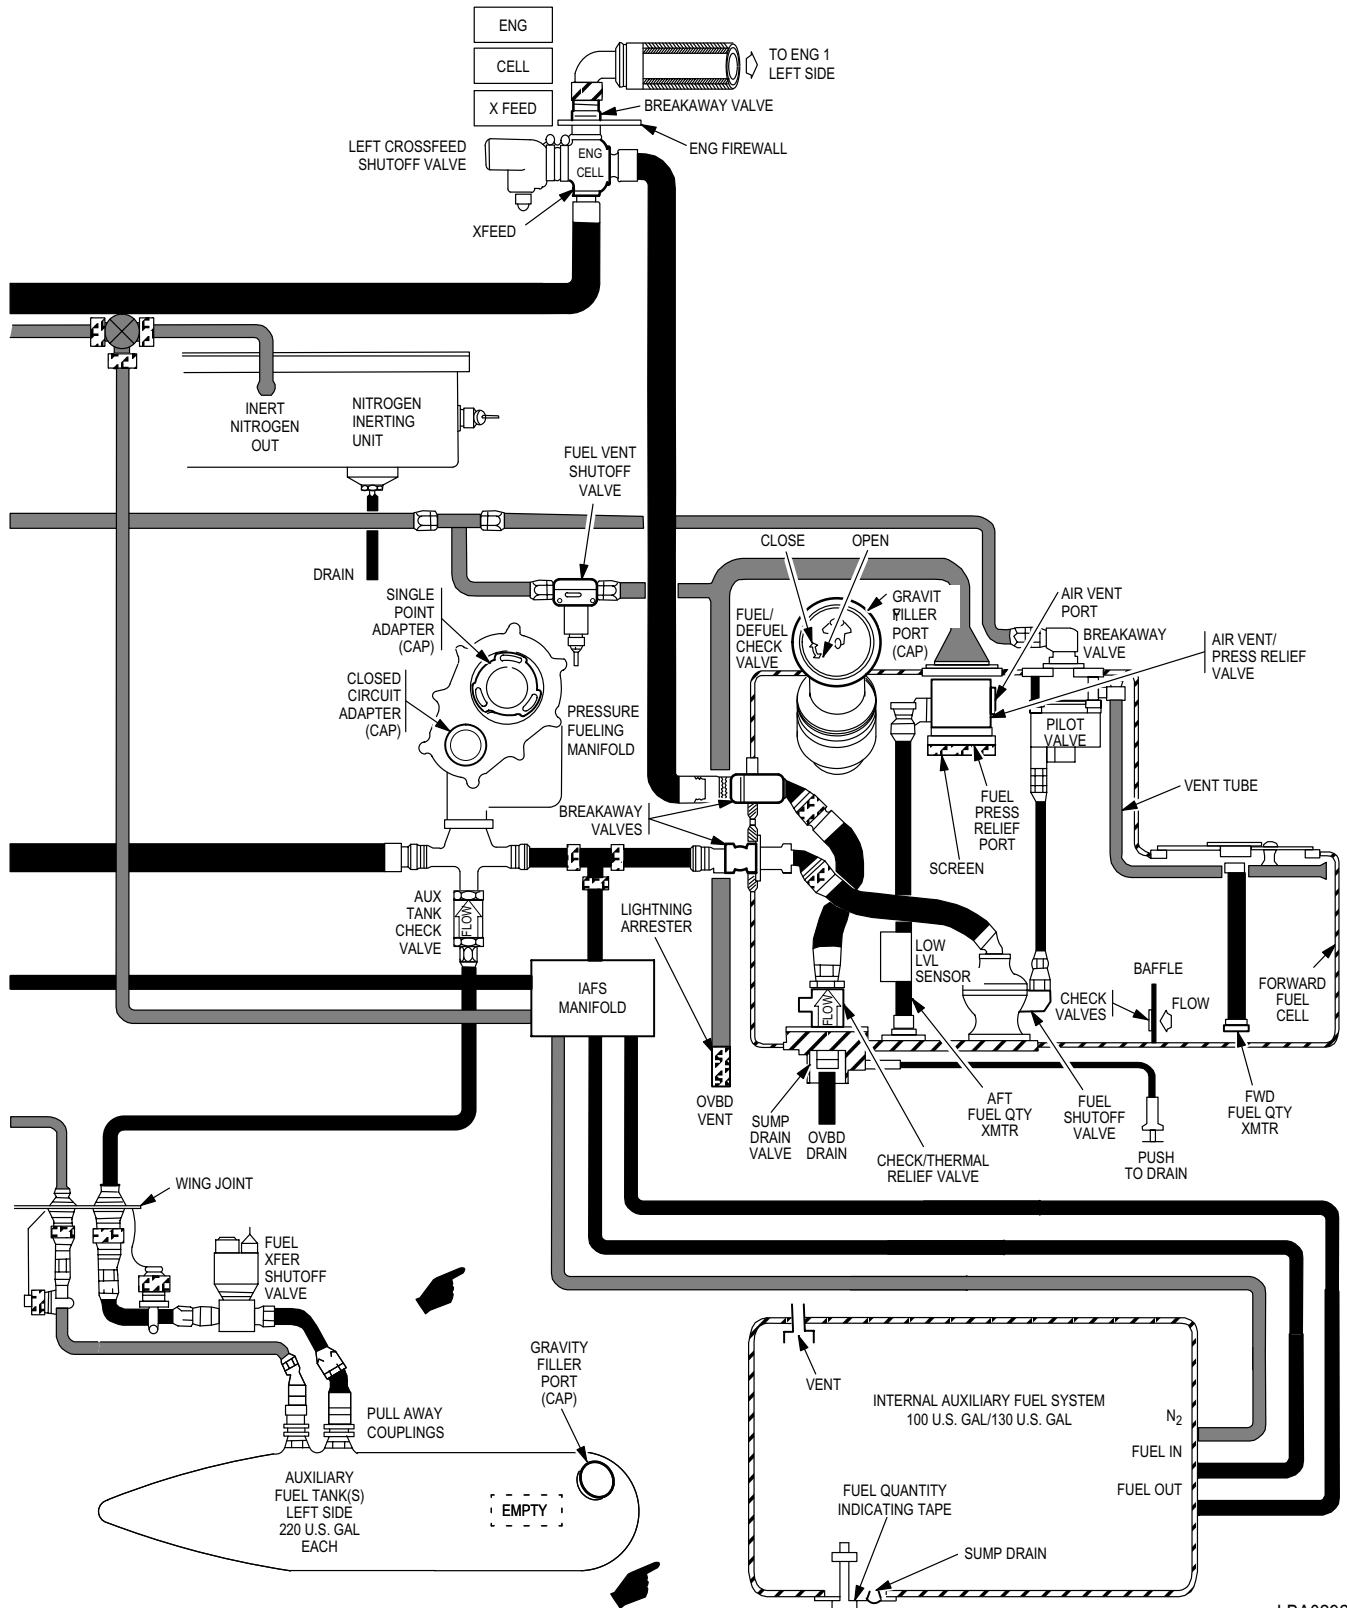 ENG
CELL
X FEED
TO ENG 1
LEFT SIDE
BREAKAWAY VALVE
ENG FIREWALL
LEFT CROSSFEED
SHUTOFF VALVE
ENG
CELL
XFEED
INERT
NITROGEN
OUT
NITROGEN
INERTING
UNIT
DRAIN
FUEL VENT
SHUTOFF
VALVE
SINGLE
POINT
ADAPTER
(CAP)
CLOSED
CIRCUIT
ADAPTER
(CAP)
PRESSURE
FUELING
MANIFOLD
CLOSE
OPEN
FUEL/
DEFUEL
CHECK
VALVE
GRAVIT
Y
FILLER
PORT
(CAP)
AIR VENT
PORT
BREAKAWAY
VALVE
AIR VENT/
PRESS RELIEF
VALVE
PILOT
VALVE
VENT TUBE
FUEL
PRESS
RELIEF
PORT
SCREEN
BREAKAWAY
VALVES
AUX
TANK
CHECK
VALVE
FLOW
LIGHTNING
ARRESTER
IAFS
MANIFOLD
LOW
LVL
SENSOR
FLOW
BAFFLE
CHECK
VALVES
FLOW
FORWARD
FUEL
CELL
OVBD
VENT
SUMP
DRAIN
VALVE
OVBD
DRAIN
CHECK/THERMAL
RELIEF VALVE
AFT
FUEL QTY
XMTR
FUEL
SHUTOFF
VALVE
PUSH
TO DRAIN
FWD
FUEL QTY
XMTR
WING JOINT
FUEL
XFER
SHUTOFF
VALVE
PULL AWAY
COUPLINGS
GRAVITY
FILLER
PORT
(CAP)
AUXILIARY
FUEL TANK(S)
LEFT SIDE
220 U.S. GAL
EACH
EMPTY
VENT
INTERNAL AUXILIARY FUEL SYSTEM
100 U.S. GAL/130 U.S. GAL
N2
FUEL IN
FUEL OUT
FUEL QUANTITY
INDICATING TAPE
SUMP DRAIN